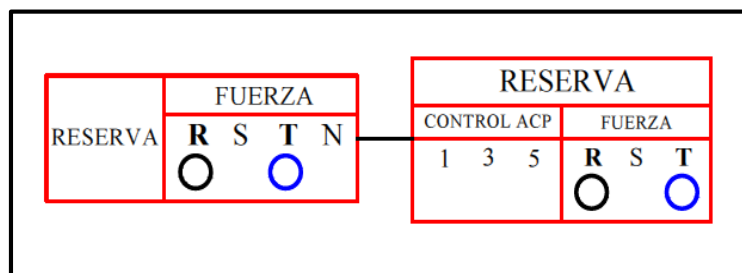 FUERZA
RESERVA R S T N
RESERVA
CONTROL ACP FUERZA
1 3 5 R S T